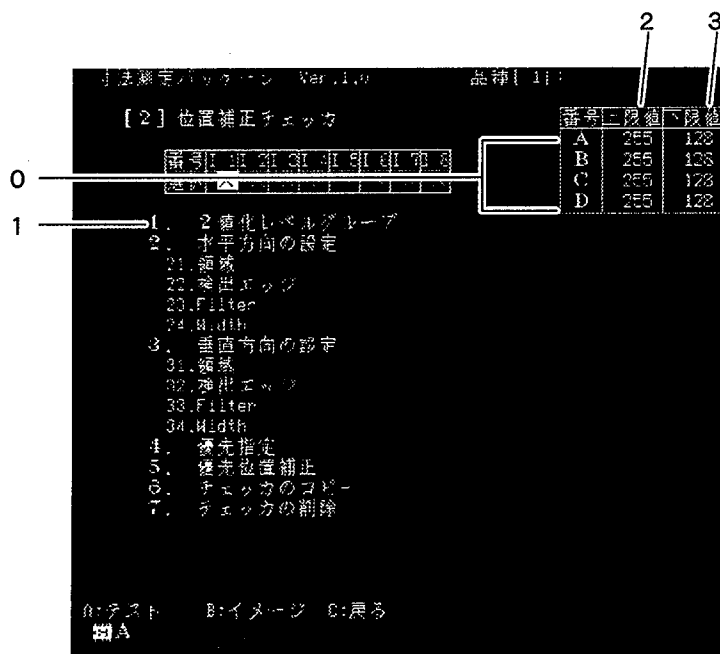 2 3
寸法測定パッケージ Ver.1.0 品種[ 1]:
[2] 位置補正チェッカ
番号 上限値 下限値
A 255 128
B 255 128
C 255 128
D 255 128
番号 I 1 I 2 I 3 I 4 I 5 I 6 I 7 I 8
選択 A
0
1
1. 2値化レベルグループ
2. 水平方向の設定
21.領域
22.検出エッジ
23.Filter
24.Width
3. 垂直方向の設定
31.領域
32.検出エッジ
33.Filter
34.Width
4. 優先指定
5. 優先位置補正
6. チェッカのコピー
7. チェッカの削除
A:テスト B:イメージ C:戻る
A